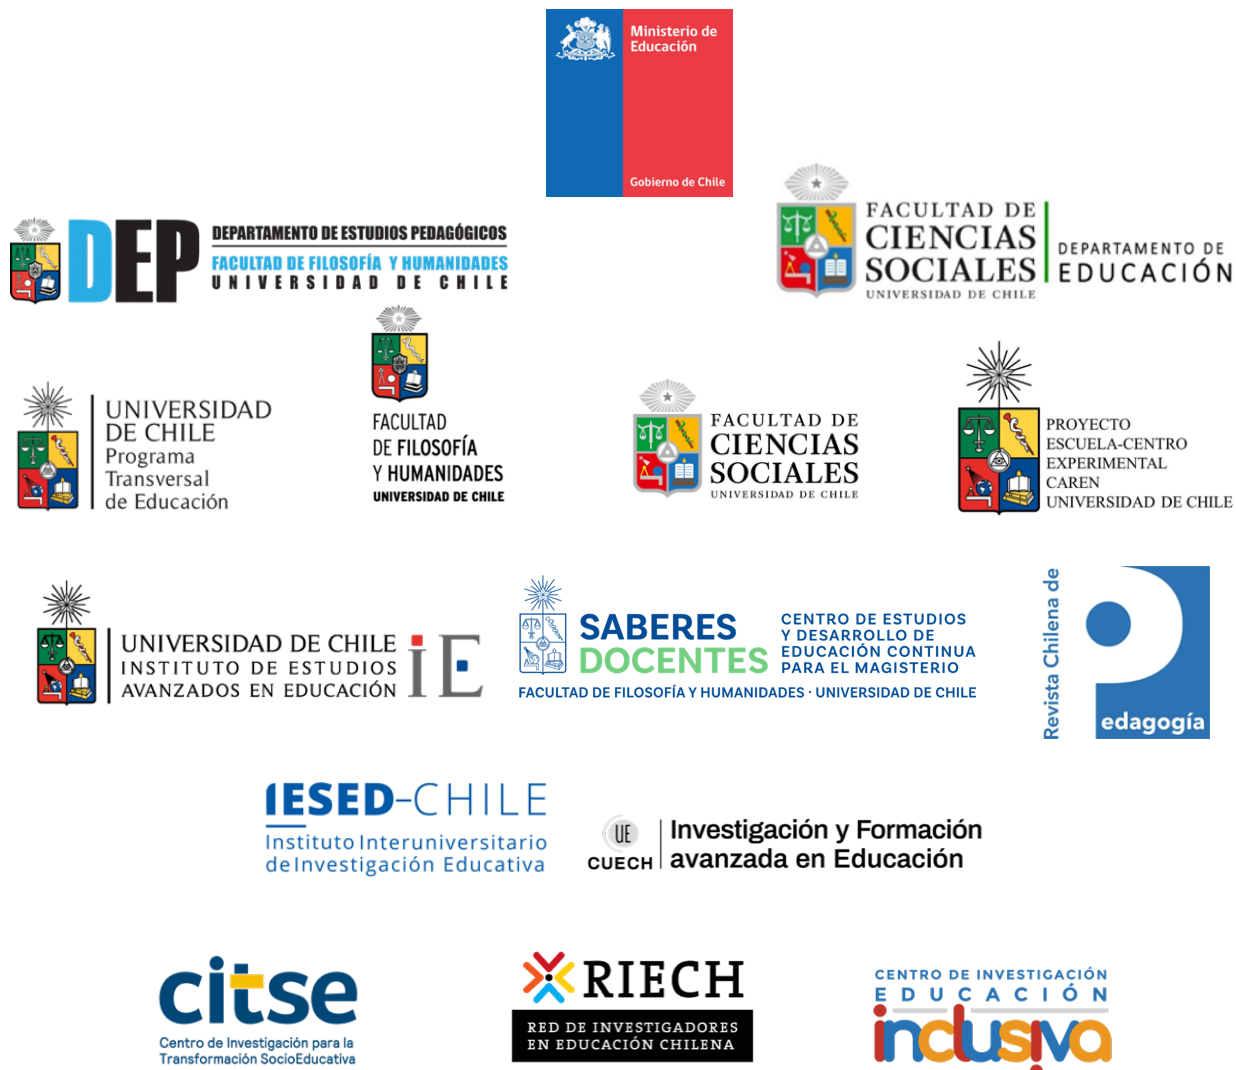 Ministerio de
Educación
Gobierno de Chile
DEP
DEPARTAMENTO DE ESTUDIOS PEDAGÓGICOS
FACULTAD DE FILOSOFÍA Y HUMANIDADES
UNIVERSIDAD DE CHILE
FACULTAD DE
CIENCIAS
SOCIALES
UNIVERSIDAD DE CHILE
DEPARTAMENTO DE
EDUCACIÓN
UNIVERSIDAD
DE CHILE
Programa
Transversal
de Educación
FACULTAD
DE FILOSOFÍA
Y HUMANIDADES
UNIVERSIDAD DE CHILE
FACULTAD DE
CIENCIAS
SOCIALES
UNIVERSIDAD DE CHILE
PROYECTO
ESCUELA-CENTRO
EXPERIMENTAL
CAREN
UNIVERSIDAD DE CHILE
UNIVERSIDAD DE CHILE
INSTITUTO DE ESTUDIOS
AVANZADOS EN EDUCACIÓN
iE
SABERES
DOCENTES
CENTRO DE ESTUDIOS
Y DESARROLLO DE
EDUCACIÓN CONTINUA
PARA EL MAGISTERIO
FACULTAD DE FILOSOFÍA Y HUMANIDADES · UNIVERSIDAD DE CHILE
Revista Chilena de
Pedagogía
IESED-CHILE
Instituto Interuniversitario
de Investigación Educativa
UE
CUECH
Investigación y Formación
avanzada en Educación
citse
Centro de Investigación para la
Transformación SocioEducativa
RIECH
RED DE INVESTIGADORES
EN EDUCACIÓN CHILENA
CENTRO DE INVESTIGACIÓN
EDUCACIÓN
inclusiva